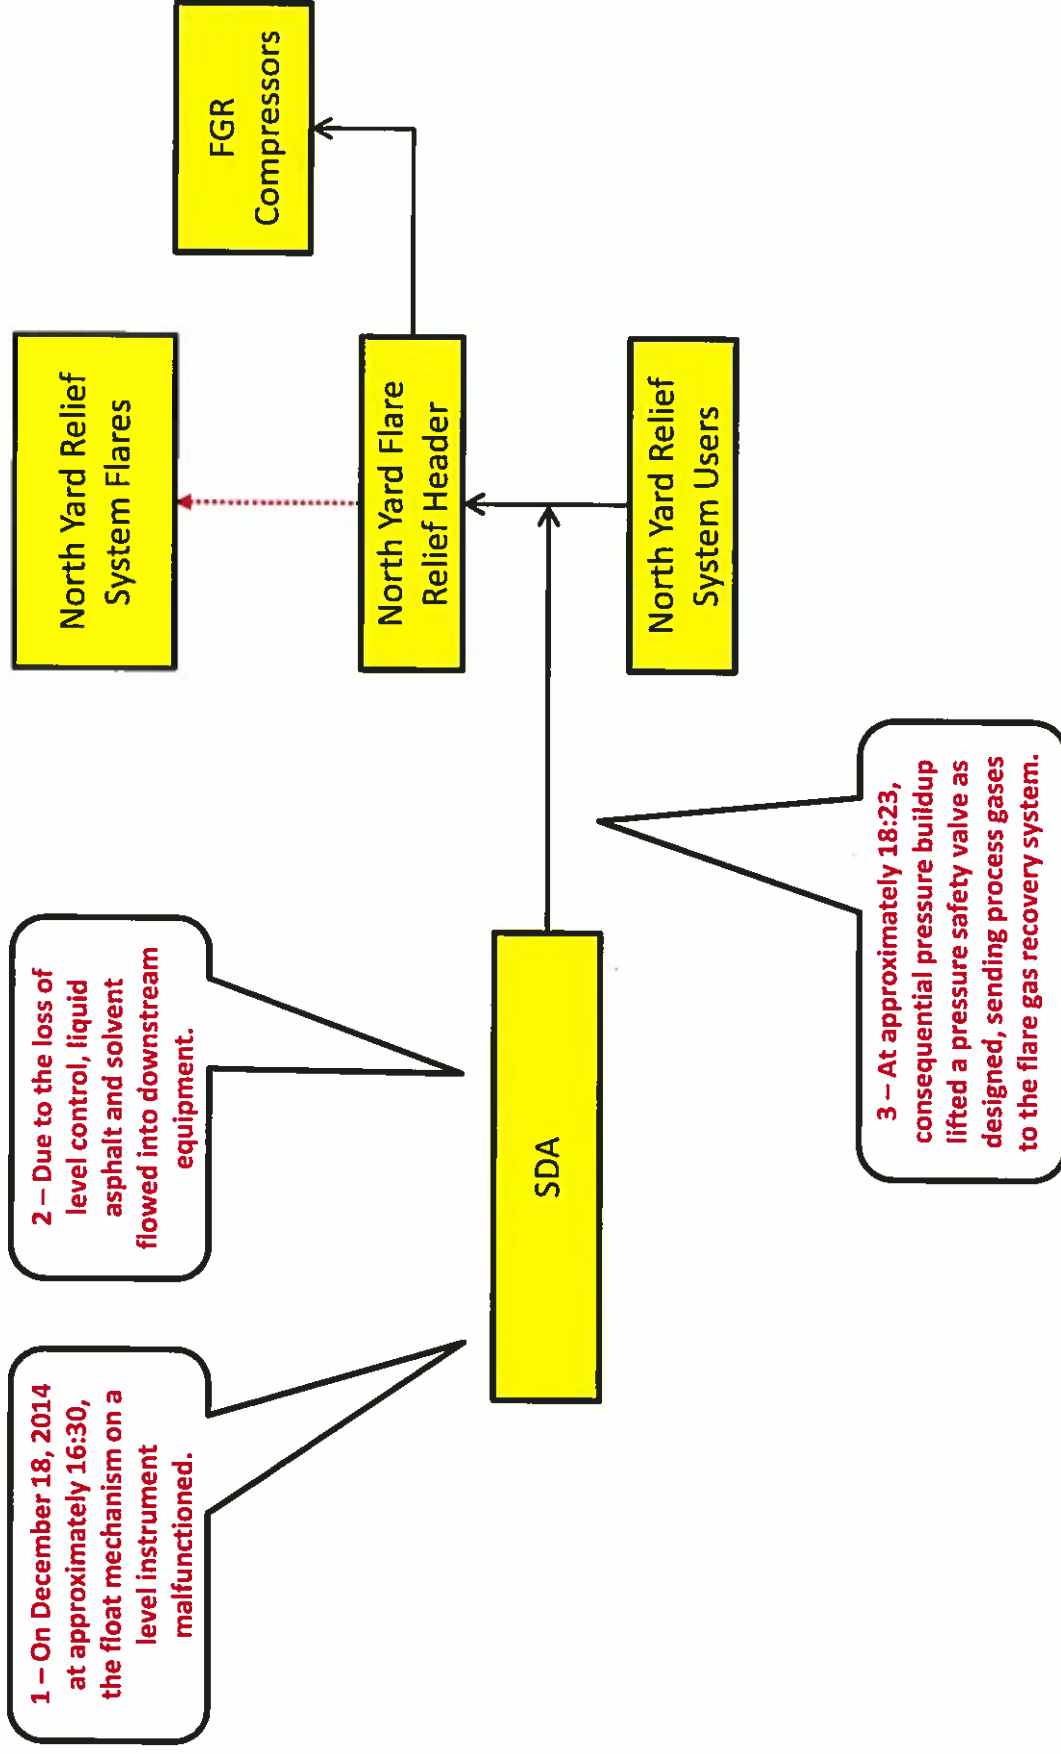 1 – On December 18, 2014
at approximately 16:30,
the float mechanism on a
level instrument
malfunctioned.
2 – Due to the loss of
level control, liquid
asphalt and solvent
flowed into downstream
equipment.
North Yard Relief
System Flares
FGR
Compressors
North Yard Flare
Relief Header
SDA
North Yard Relief
System Users
3 – At approximately 18:23,
consequential pressure buildup
lifted a pressure safety valve as
designed, sending process gases
to the flare gas recovery system.